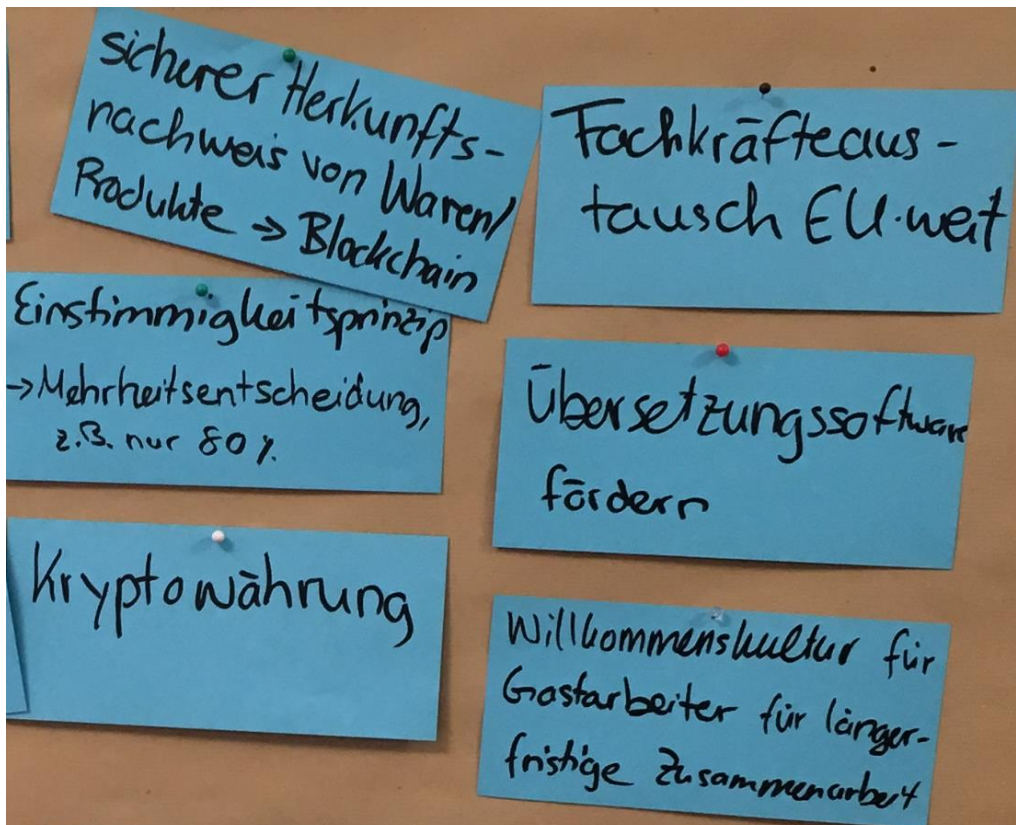 sicherer Herkunfts-
nachweis von Waren/
Produkte → Blockchain
Fachkräfteaus-
tausch EU-weit
Einstimmigkeitsprinzip
→ Mehrheitsentscheidung,
z.B. nur 80 %
Übersetzungssoftware
fördern
Kryptowährung
Willkommenskultur für
Gastarbeiter für länger-
fristige Zusammenarbeit